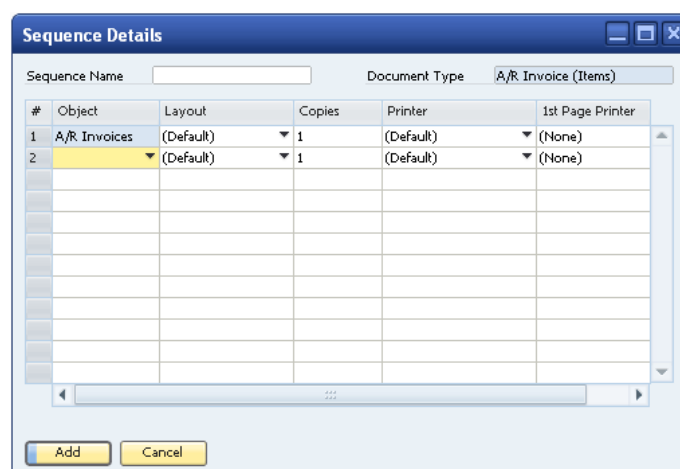 Sequence Details
Sequence Name Document Type A/R Invoice (Items)
# Object Layout Copies Printer 1st Page Printer
1 A/R Invoices (Default) 1 (Default) (None)
2 (Default) 1 (Default) (None)
Add Cancel